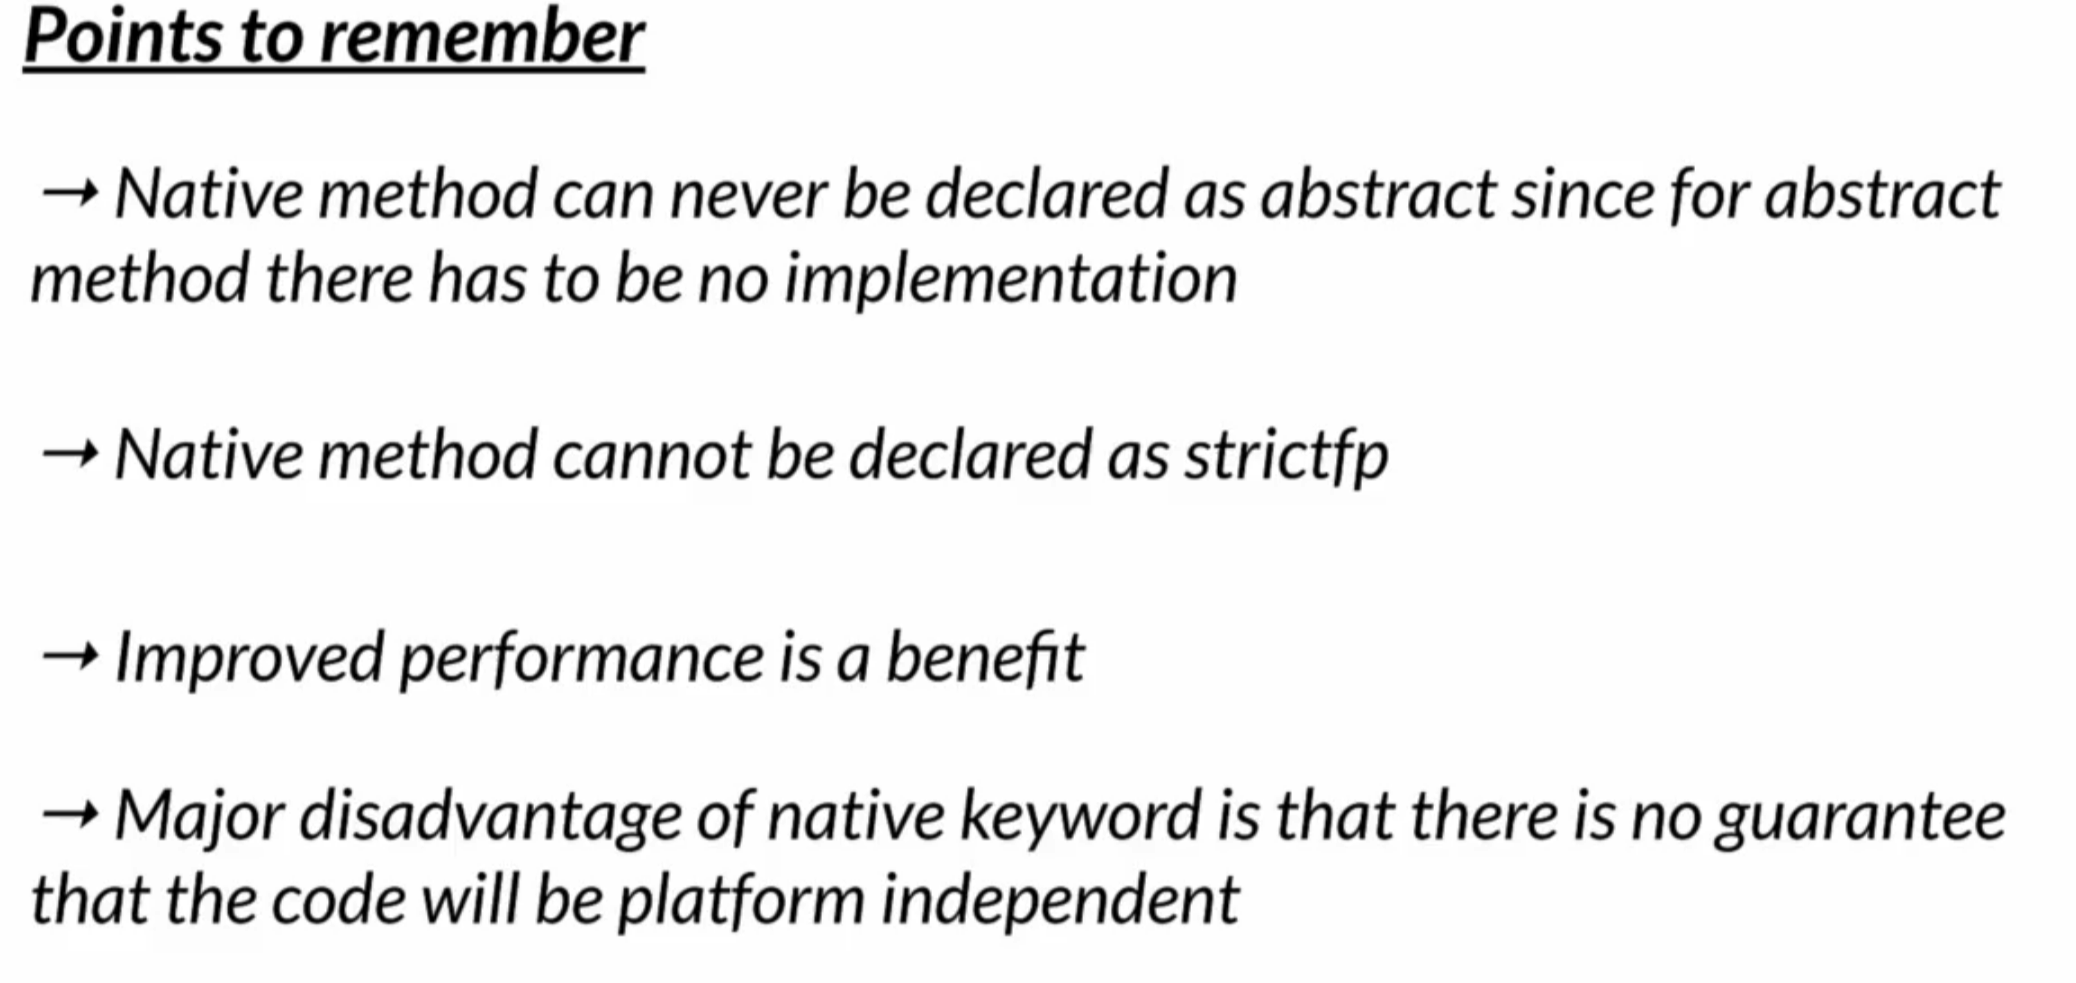 Points to remember
→ Native method can never be declared as abstract since for abstract
method there has to be no implementation
→ Native method cannot be declared as strictfp
→ Improved performance is a benefit
→ Major disadvantage of native keyword is that there is no guarantee
that the code will be platform independent